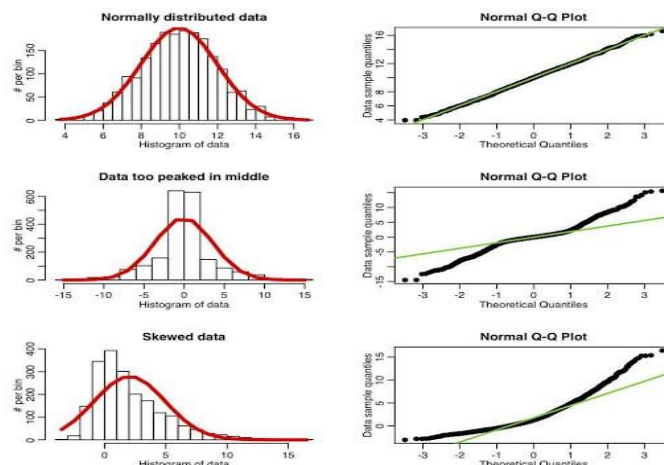 Normally distributed data
# per bin
0 50 100 150
4 6 8 10 12 14 16
Histogram of data
Normal Q-Q Plot
Data sample quantiles
4 8 12 16
-3 -2 -1 0 1 2 3
Theoretical Quantiles
Data too peaked in middle
# per bin
0 200 400 600
-15 -10 -5 0 5 10 15
Histogram of data
Normal Q-Q Plot
Data sample quantiles
-15 -5 0 5 10
-3 -2 -1 0 1 2 3
Theoretical Quantiles
Skewed data
# per bin
0 100 200 300 400
0 5 10 15
Histogram of data
Normal Q-Q Plot
Data sample quantiles
0 5 10 15
-3 -2 -1 0 1 2 3
Theoretical Quantiles